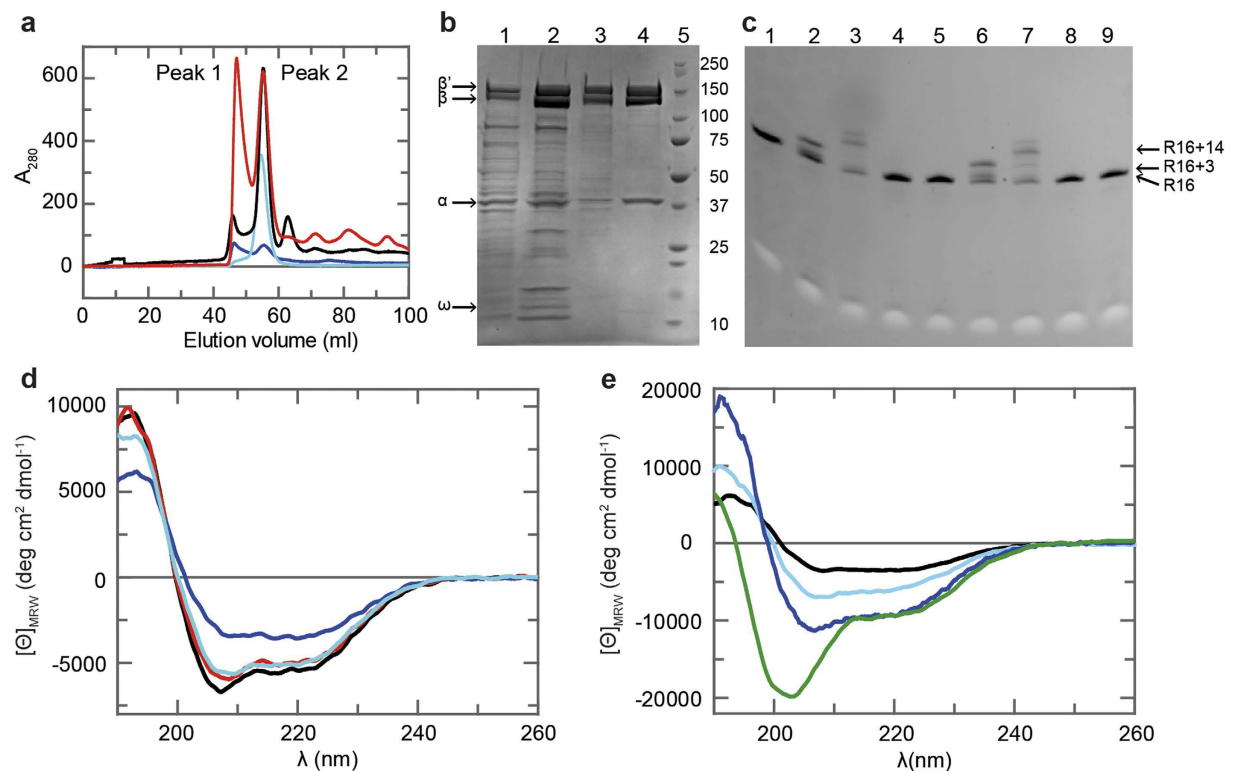 a
Peak 1 Peak 2
A280
600
400
200
0
0 20 40 60 80 100
Elution volume (ml)
b
1 2 3 4 5
β'
β
α
ω
250
150
100
75
50
37
25
10
c
1 2 3 4 5 6 7 8 9
R16+14
R16+3
R16
d
[Θ]MRW (deg cm² dmol⁻¹)
10000
5000
0
-5000
200 220 240 260
λ (nm)
e
[Θ]MRW (deg cm² dmol⁻¹)
20000
10000
0
-10000
-20000
200 220 240 260
λ(nm)